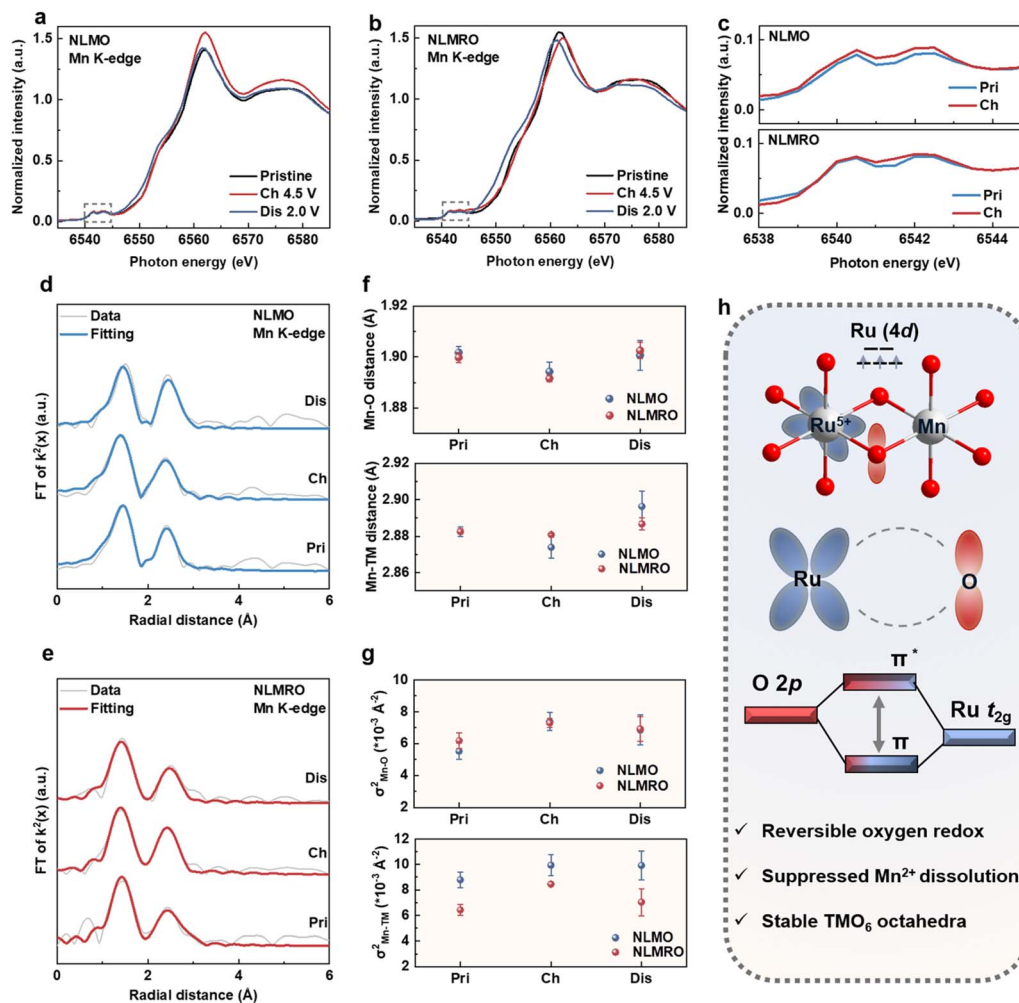 a
NLMO
Mn K-edge
Normalized intensity (a.u.)
1.5
1.0
0.5
0.0
Pristine
Ch 4.5 V
Dis 2.0 V
6540 6550 6560 6570 6580
Photon energy (eV)
b
NLMRO
Mn K-edge
Normalized intensity (a.u.)
1.5
1.0
0.5
0.0
Pristine
Ch 4.5 V
Dis 2.0 V
6540 6550 6560 6570 6580
Photon energy (eV)
c
NLMO
0.1
0.0
Pri
Ch
Normalized intensity (a.u.)
NLMRO
0.1
0.0
Pri
Ch
6538 6540 6542 6544
Photon energy (eV)
d
Data
Fitting
NLMO
Mn K-edge
FT of k²(x) (a.u.)
Dis
Ch
Pri
0 2 4 6
Radial distance (Å)
e
Data
Fitting
NLMRO
Mn K-edge
FT of k²(x) (a.u.)
Dis
Ch
Pri
0 2 4 6
Radial distance (Å)
f
Mn-O distance (Å)
1.92
1.90
1.88
NLMO
NLMRO
Pri Ch Dis
Mn-TM distance (Å)
2.92
2.90
2.88
2.86
NLMO
NLMRO
Pri Ch Dis
g
σ²Mn-O (*10⁻³ Å⁻²)
10
8
6
4
2
NLMO
NLMRO
Pri Ch Dis
σ²Mn-TM (*10⁻³ Å⁻²)
12
10
8
6
4
2
NLMO
NLMRO
Pri Ch Dis
h
Ru (4d)
Ru⁵⁺
Mn
Ru
O
π*
O 2p
Ru t₂g
π
✓ Reversible oxygen redox
✓ Suppressed Mn²⁺ dissolution
✓ Stable TMO₆ octahedra